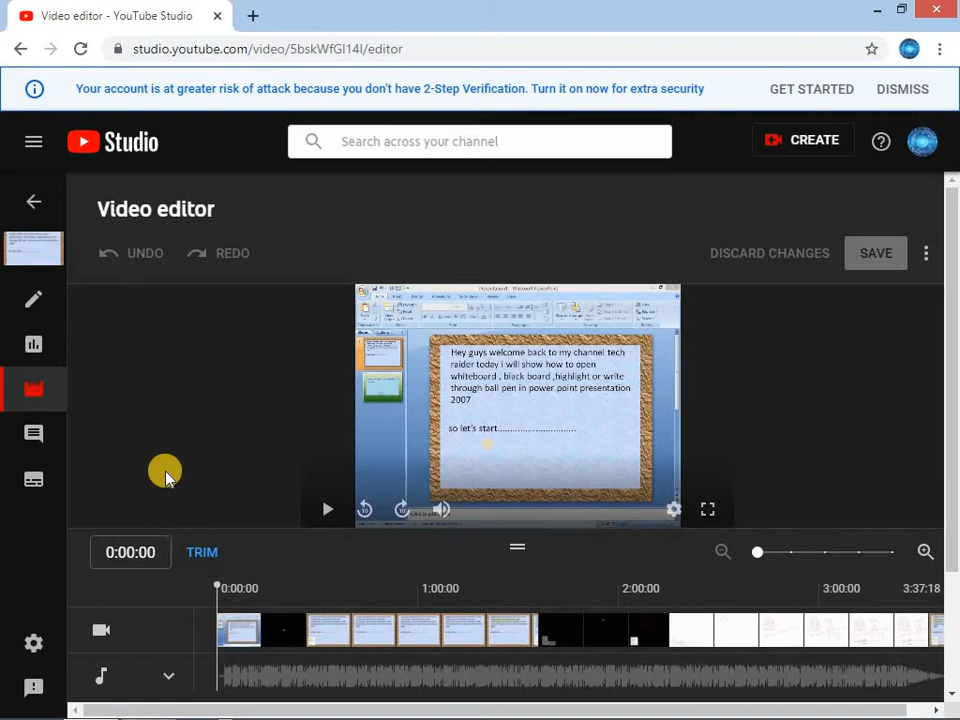 Video editor - YouTube Studio
studio.youtube.com/video/5bskWfGI14I/editor
Your account is at greater risk of attack because you don't have 2-Step Verification. Turn it on now for extra security
GET STARTED
DISMISS
Studio
Search across your channel
CREATE
Video editor
UNDO
REDO
DISCARD CHANGES
SAVE
Hey guys welcome back to my channel tech
raider today i will show how to open
whiteboard , black board ,highlight or write
through ball pen in power point presentation
2007
so let's start............................
0:00:00
TRIM
0:00:00
1:00:00
2:00:00
3:00:00
3:37:18